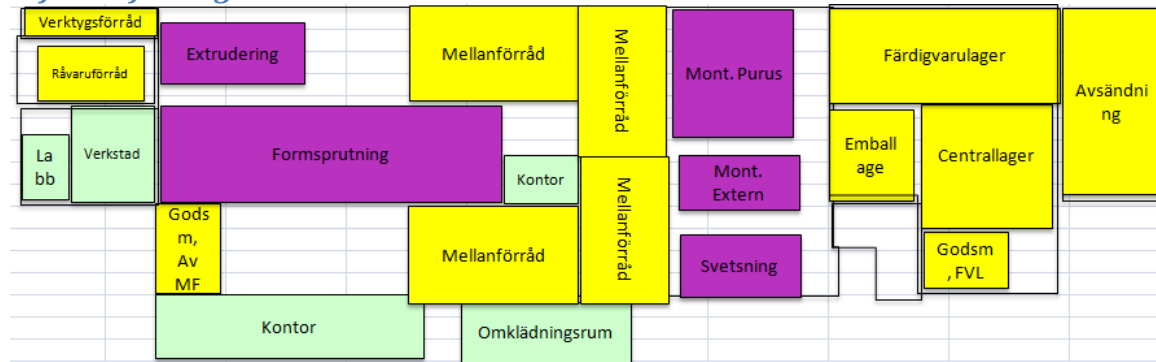 Verktygsförråd
Råvaruförråd
Extrudering
Mellanförråd
Mellanförråd
Mont. Purus
Färdigvarulager
Avsändni
ng
La
bb
Verkstad
Formsprutning
Kontor
Mont.
Extern
Emball
age
Centrallager
Gods
m,
Av
MF
Mellanförråd
Mellanförråd
Svetsning
Godsm
, FVL
Kontor
Omklädningsrum